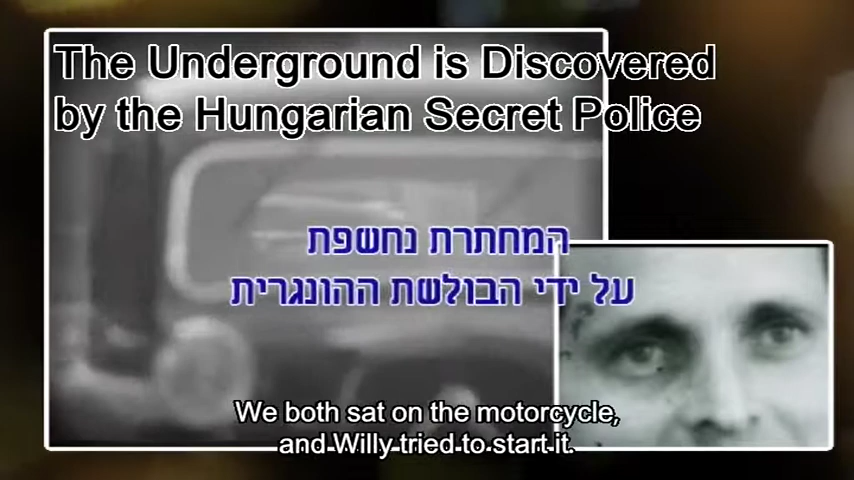 The Underground is Discovered
by the Hungarian Secret Police
המחתרת נחשפת
על ידי הבולשת ההונגרית
We both sat on the motorcycle,
and Willy tried to start it.